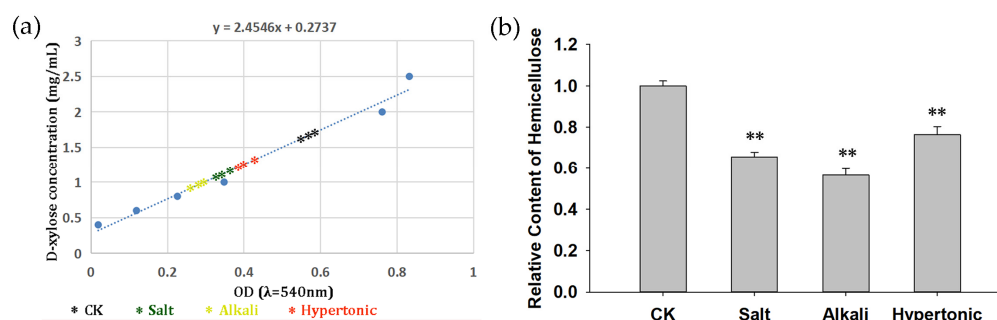 (a)
y = 2.4546x + 0.2737
D-xylose concentration (mg/mL)
3
2.5
2
1.5
1
0.5
0
0 0.2 0.4 0.6 0.8 1
OD (λ=540nm)
* CK * Salt * Alkali * Hypertonic
(b)
Relative Content of Hemicellulose
1.2
1.0
0.8
0.6
0.4
0.2
0.0
** ** **
CK Salt Alkali Hypertonic